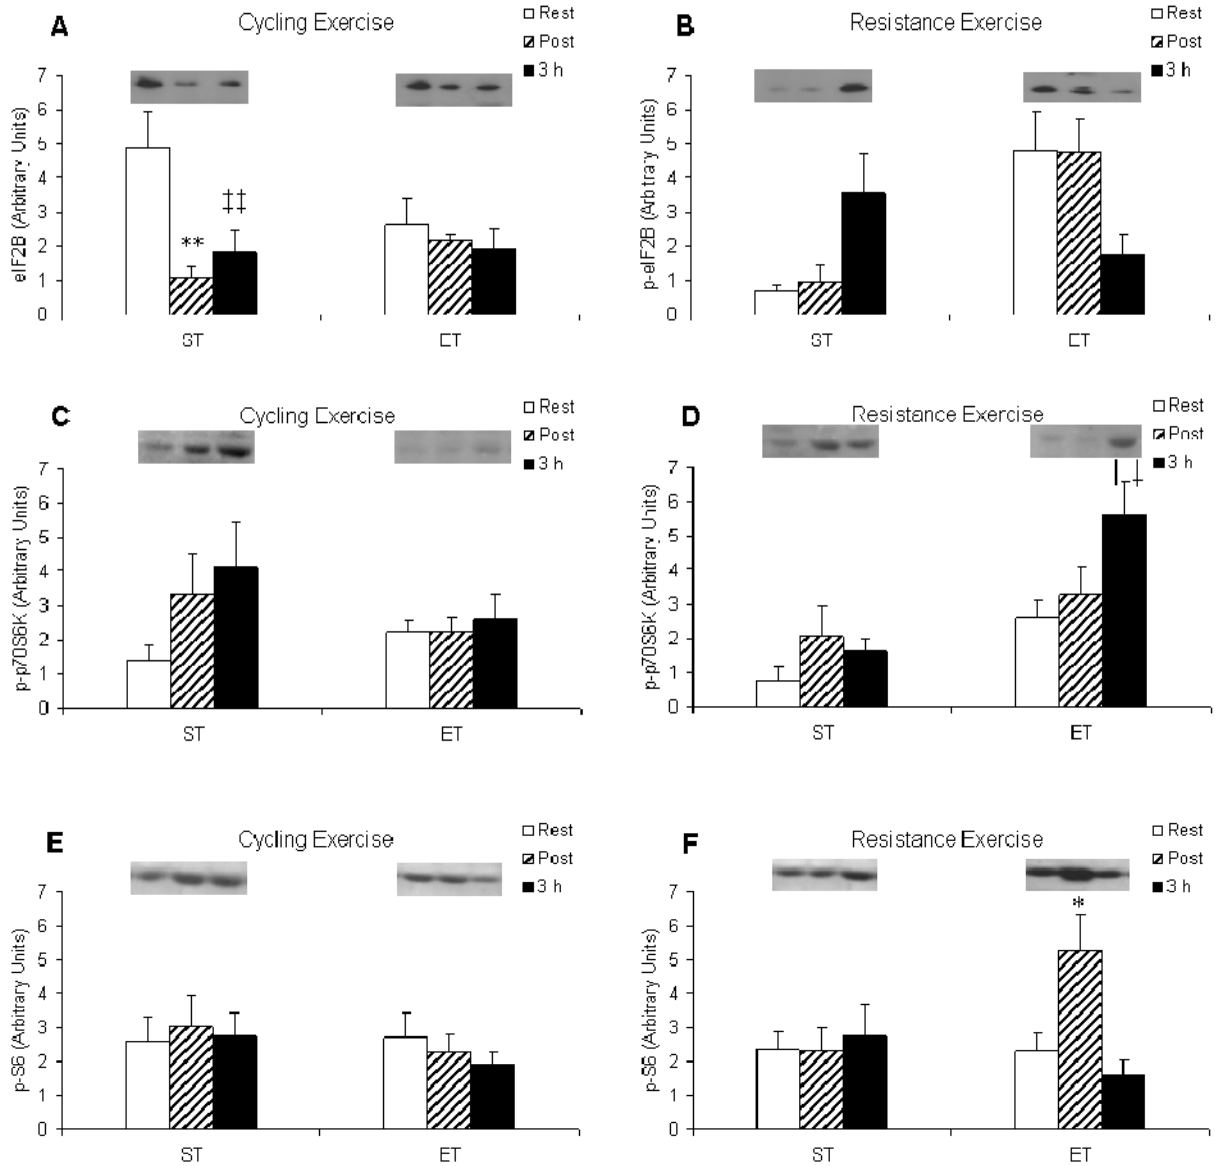 A
Cycling Exercise
Rest
Post
3 h
eIF2B (Arbitrary Units)
7
6
5
4
3
2
1
0
**
‡‡
ST
ET
B
Resistance Exercise
Rest
Post
3 h
p-eIF2B (Arbitrary Units)
7
6
5
4
3
2
1
0
ST
ET
C
Cycling Exercise
Rest
Post
3 h
p-p70S6K (Arbitrary Units)
7
6
5
4
3
2
1
0
ST
ET
D
Resistance Exercise
Rest
Post
3 h
p-p70S6K (Arbitrary Units)
7
6
5
4
3
2
1
0
ST
ET
E
Cycling Exercise
Rest
Post
3 h
p-S6 (Arbitrary Units)
7
6
5
4
3
2
1
0
ST
ET
F
Resistance Exercise
Rest
Post
3 h
p-S6 (Arbitrary Units)
7
6
5
4
3
2
1
0
*
ST
ET